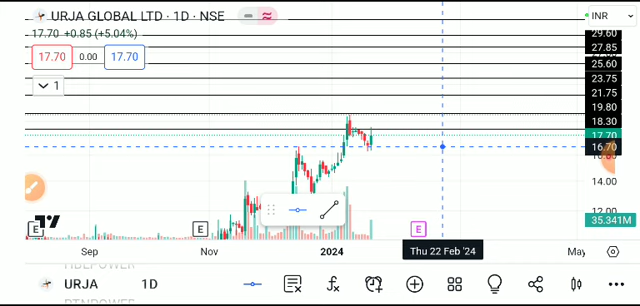 URJA GLOBAL LTD · 1D · NSE
INR
17.70 +0.85 (+5.04%)
17.70 0.00 17.70
1
29.60
27.85
25.60
23.75
21.75
19.80
18.30
17.70
16.70
14.00
12.00
35.341M
E E E
Sep Nov 2024 Thu 22 Feb '24 May
URJA 1D